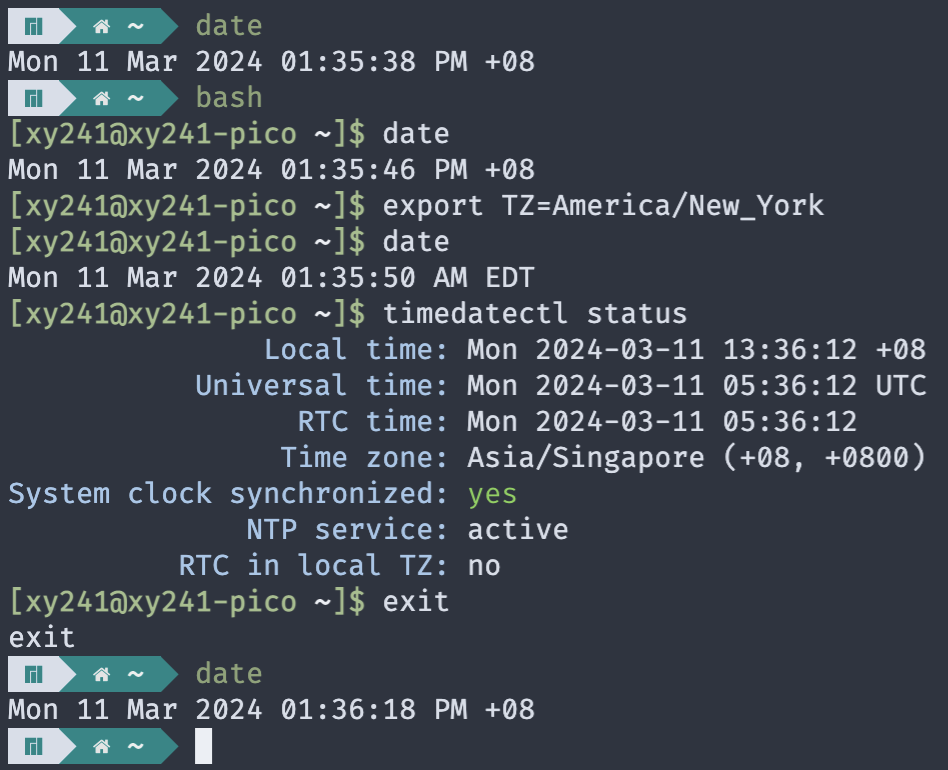 ~ date
Mon 11 Mar 2024 01:35:38 PM +08
~ bash
[xy241@xy241-pico ~]$ date
Mon 11 Mar 2024 01:35:46 PM +08
[xy241@xy241-pico ~]$ export TZ=America/New_York
[xy241@xy241-pico ~]$ date
Mon 11 Mar 2024 01:35:50 AM EDT
[xy241@xy241-pico ~]$ timedatectl status
Local time: Mon 2024-03-11 13:36:12 +08
Universal time: Mon 2024-03-11 05:36:12 UTC
RTC time: Mon 2024-03-11 05:36:12
Time zone: Asia/Singapore (+08, +0800)
System clock synchronized: yes
NTP service: active
RTC in local TZ: no
[xy241@xy241-pico ~]$ exit
exit
~ date
Mon 11 Mar 2024 01:36:18 PM +08
~